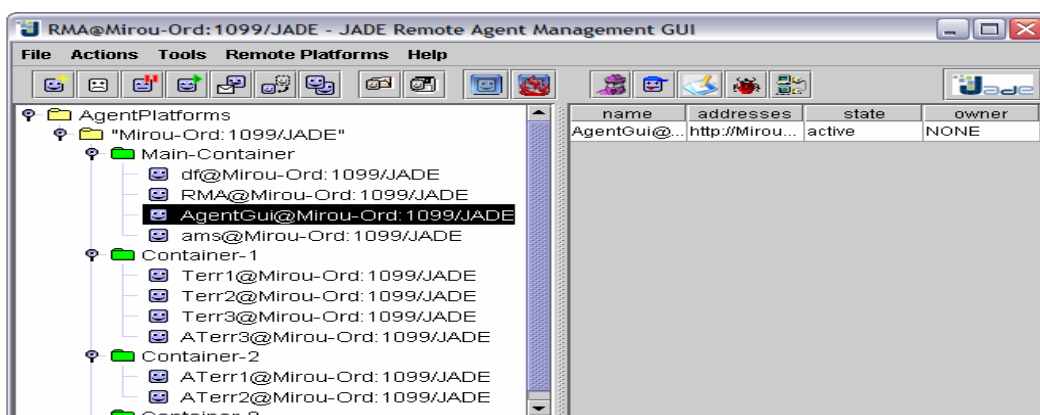 RMA@Mirou-Ord:1099/JADE - JADE Remote Agent Management GUI
File Actions Tools Remote Platforms Help
Jade
AgentPlatforms
"Mirou-Ord:1099/JADE"
Main-Container
df@Mirou-Ord:1099/JADE
RMA@Mirou-Ord:1099/JADE
AgentGui@Mirou-Ord:1099/JADE
ams@Mirou-Ord:1099/JADE
Container-1
Terr1@Mirou-Ord:1099/JADE
Terr2@Mirou-Ord:1099/JADE
Terr3@Mirou-Ord:1099/JADE
ATerr3@Mirou-Ord:1099/JADE
Container-2
ATerr1@Mirou-Ord:1099/JADE
ATerr2@Mirou-Ord:1099/JADE
name addresses state owner
AgentGui@... http://Mirou... active NONE